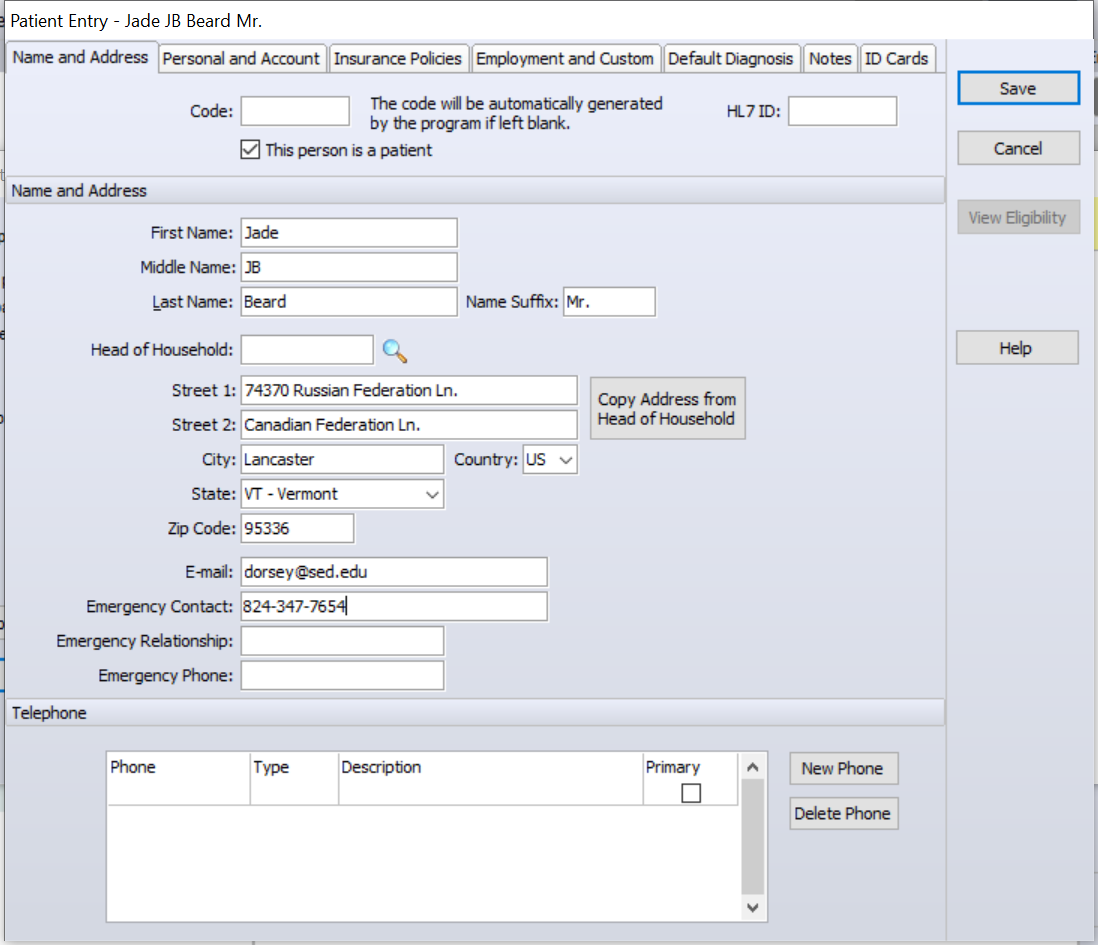 Patient Entry - Jade JB Beard Mr.
Name and Address Personal and Account Insurance Policies Employment and Custom Default Diagnosis Notes ID Cards
Save
Code: The code will be automatically generated
by the program if left blank.
HL7 ID:
This person is a patient
Cancel
Name and Address
View Eligibility
First Name: Jade
Middle Name: JB
Last Name: Beard Name Suffix: Mr.
Head of Household:
Help
Street 1: 74370 Russian Federation Ln.
Copy Address from
Head of Household
Street 2: Canadian Federation Ln.
City: Lancaster Country: US
State: VT - Vermont
Zip Code: 95336
E-mail: dorsey@sed.edu
Emergency Contact: 824-347-7654
Emergency Relationship:
Emergency Phone:
Telephone
Phone Type Description Primary
New Phone
Delete Phone